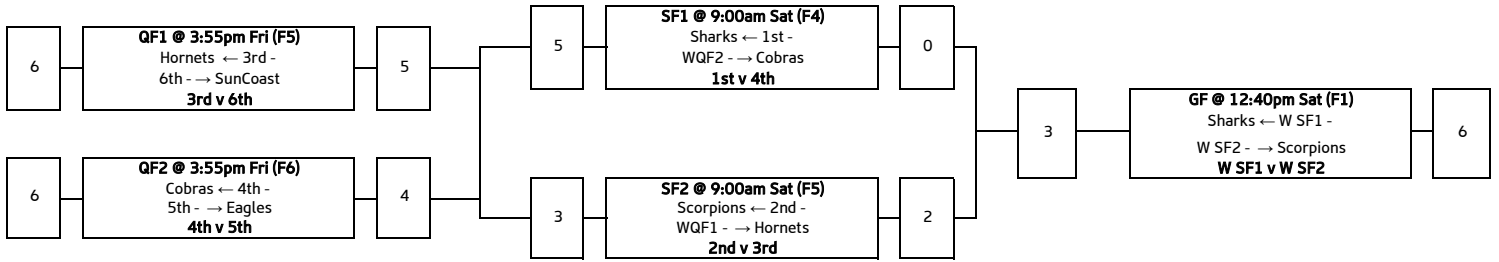 6
QF1 @ 3:55pm Fri (F5)
Hornets ← 3rd -
6th - → SunCoast
3rd v 6th
5
6
QF2 @ 3:55pm Fri (F6)
Cobras ← 4th -
5th - → Eagles
4th v 5th
4
5
SF1 @ 9:00am Sat (F4)
Sharks ← 1st -
WQF2 - → Cobras
1st v 4th
0
3
SF2 @ 9:00am Sat (F5)
Scorpions ← 2nd -
WQF1 - → Hornets
2nd v 3rd
2
3
GF @ 12:40pm Sat (F1)
Sharks ← W SF1 -
W SF2 - → Scorpions
W SF1 v W SF2
6